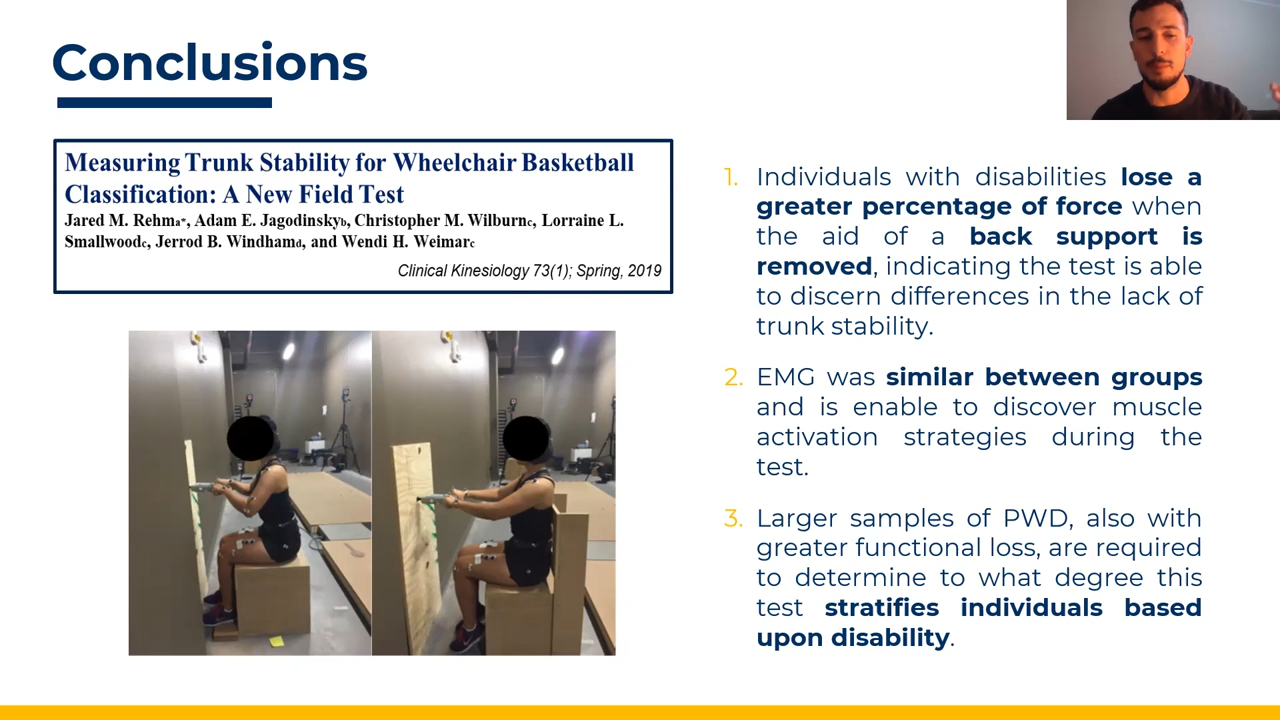 Conclusions
Measuring Trunk Stability for Wheelchair Basketball
Classification: A New Field Test
Jared M. Rehma*, Adam E. Jagodinskyb, Christopher M. Wilburnc, Lorraine L.
Smallwoodc, Jerrod B. Windhamd, and Wendi H. Weimarc
Clinical Kinesiology 73(1); Spring, 2019
1. Individuals with disabilities lose a
greater percentage of force when
the aid of a back support is
removed, indicating the test is able
to discern differences in the lack of
trunk stability.
2. EMG was similar between groups
and is enable to discover muscle
activation strategies during the
test.
3. Larger samples of PWD, also with
greater functional loss, are required
to determine to what degree this
test stratifies individuals based
upon disability.